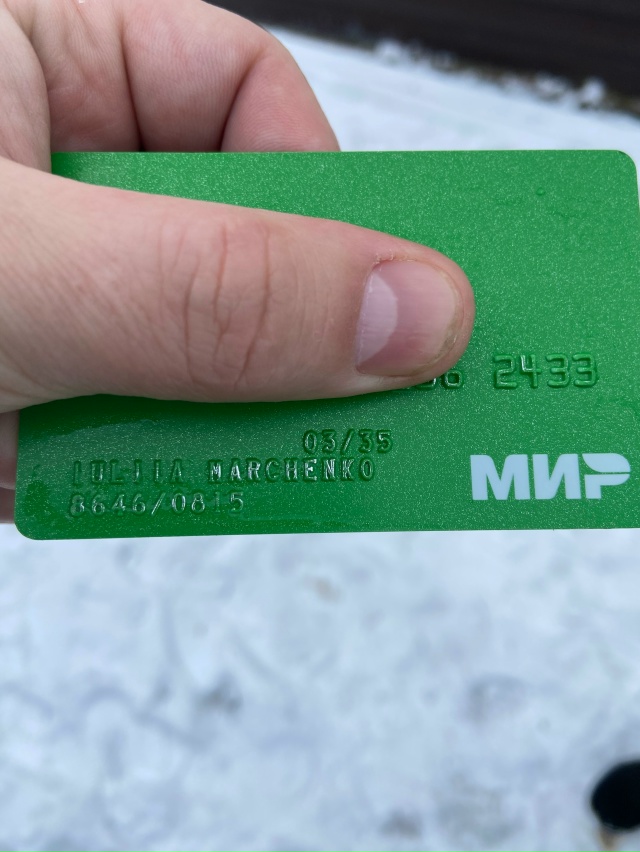 2433
03/35
IULIIA MARCHENKO
8646/0815
МИР